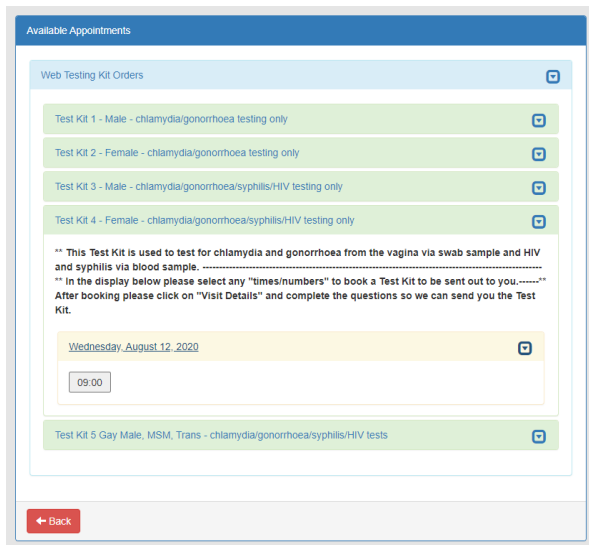 Available Appointments
Web Testing Kit Orders
Test Kit 1 - Male - chlamydia/gonorrhoea testing only
Test Kit 2 - Female - chlamydia/gonorrhoea testing only
Test Kit 3 - Male - chlamydia/gonorrhoea/syphilis/HIV testing only
Test Kit 4 - Female - chlamydia/gonorrhoea/syphilis/HIV testing only
** This Test Kit is used to test for chlamydia and gonorrhoea from the vagina via swab sample and HIV
and syphilis via blood sample. -------------------------------------------------------------------------------------------------------
** In the display below please select any "times/numbers" to book a Test Kit to be sent out to you.------**
After booking please click on "Visit Details" and complete the questions so we can send you the Test
Kit.
Wednesday, August 12, 2020
09:00
Test Kit 5 Gay Male, MSM, Trans - chlamydia/gonorrhoea/syphilis/HIV tests
Back